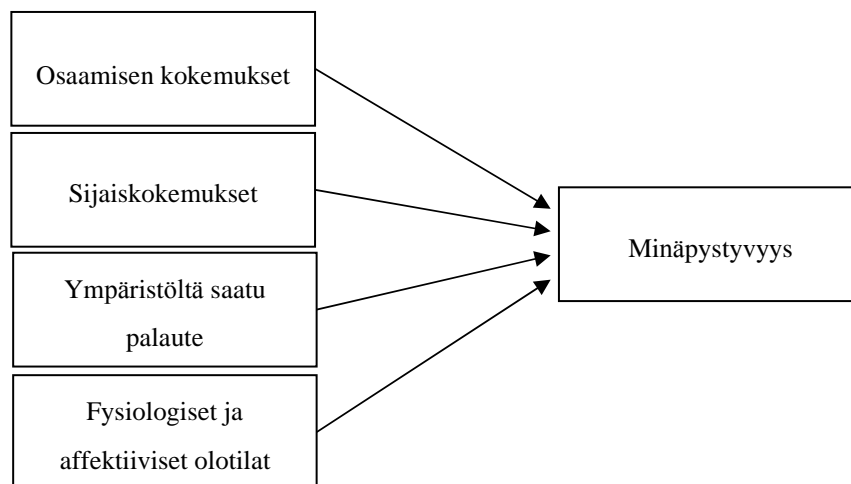 Osaamisen kokemukset
Sijaiskokemukset
Ympäristöltä saatu
palaute
Fysiologiset ja
affektiiviset olotilat
Minäpystyvyys